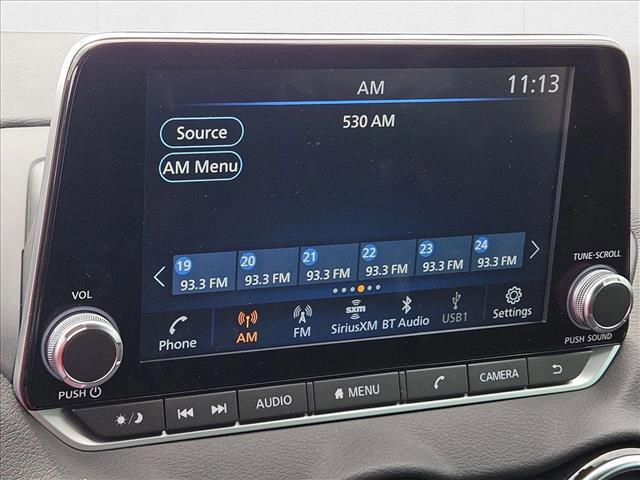 AM 11:13
530 AM
Source
AM Menu
19 20 21 22 23 24
93.3 FM 93.3 FM 93.3 FM 93.3 FM 93.3 FM 93.3 FM
TUNE·SCROLL
VOL
sxm
Phone AM FM SiriusXM BT Audio USB1 Settings
PUSH SOUND
PUSH
AUDIO MENU CAMERA